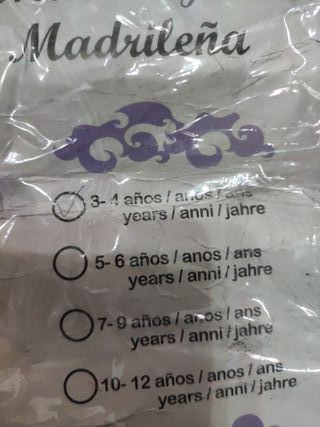 Madrileña
3- 4 años / anos / ans
years / anni / jahre
5- 6 años / anos / ans
years / anni / jahre
7- 9 años / anos / ans
years / anni / jahre
10- 12 años / anos / ans
years / anni / jahre